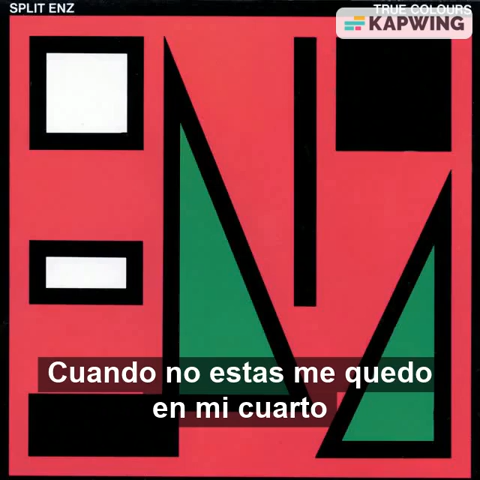 SPLIT ENZ
TRUE COLOURS
KAPWING
Cuando no estas me quedo
en mi cuarto